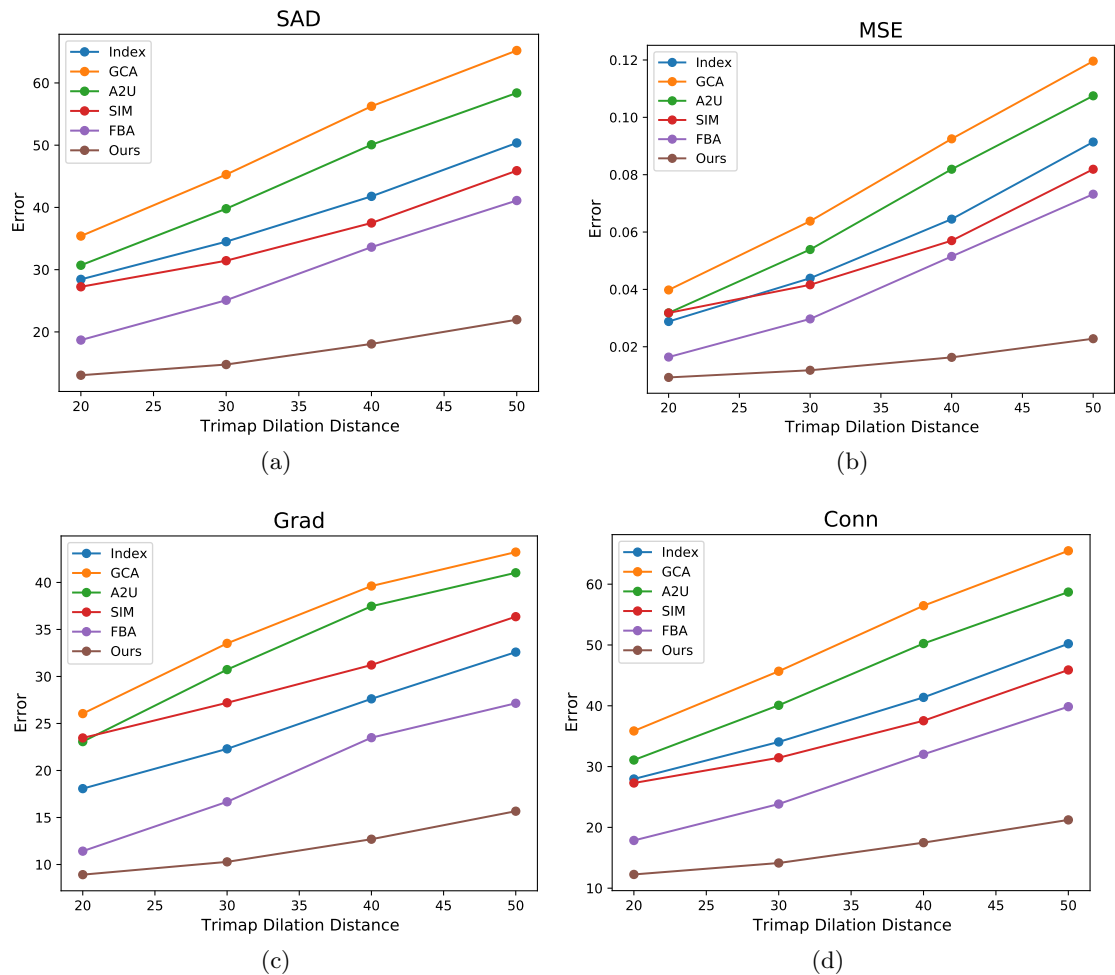 SAD
Index
GCA
A2U
SIM
FBA
Ours
Error
60
50
40
30
20
20 25 30 35 40 45 50
Trimap Dilation Distance
(a)
MSE
Index
GCA
A2U
SIM
FBA
Ours
Error
0.12
0.10
0.08
0.06
0.04
0.02
20 25 30 35 40 45 50
Trimap Dilation Distance
(b)
Grad
Index
GCA
A2U
SIM
FBA
Ours
Error
40
35
30
25
20
15
10
20 25 30 35 40 45 50
Trimap Dilation Distance
(c)
Conn
Index
GCA
A2U
SIM
FBA
Ours
Error
60
50
40
30
20
10
20 25 30 35 40 45 50
Trimap Dilation Distance
(d)